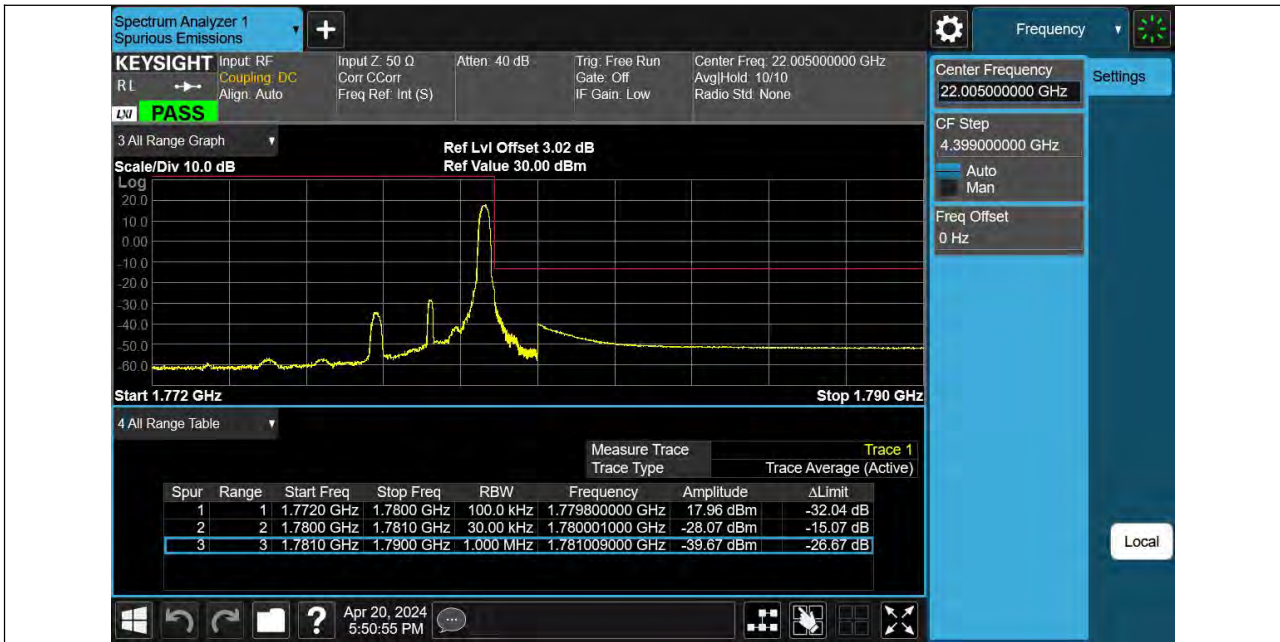 Spectrum Analyzer 1
Spurious Emissions
+
Frequency
KEYSIGHT
R L
LXI
PASS
Input: RF
Coupling: DC
Align: Auto
Input Z: 50 Ω
Corr CCorr
Freq Ref: Int (S)
Atten: 40 dB
Trig: Free Run
Gate: Off
IF Gain: Low
Center Freq: 22.005000000 GHz
Avg|Hold: 10/10
Radio Std: None
Center Frequency
22.005000000 GHz
Settings
CF Step
4.399000000 GHz
Auto
Man
Freq Offset
0 Hz
3 All Range Graph
Ref Lvl Offset 3.02 dB
Scale/Div 10.0 dB
Ref Value 30.00 dBm
Log
20.0
10.0
0.00
-10.0
-20.0
-30.0
-40.0
-50.0
-60.0
Start 1.772 GHz
Stop 1.790 GHz
4 All Range Table
Measure Trace Trace 1
Trace Type Trace Average (Active)
Spur Range Start Freq Stop Freq RBW Frequency Amplitude ΔLimit
1 1 1.7720 GHz 1.7800 GHz 100.0 kHz 1.779800000 GHz 17.96 dBm -32.04 dB
2 2 1.7800 GHz 1.7810 GHz 30.00 kHz 1.780001000 GHz -28.07 dBm -15.07 dB
3 3 1.7810 GHz 1.7900 GHz 1.000 MHz 1.781009000 GHz -39.67 dBm -26.67 dB
Local
?
Apr 20, 2024
5:50:55 PM